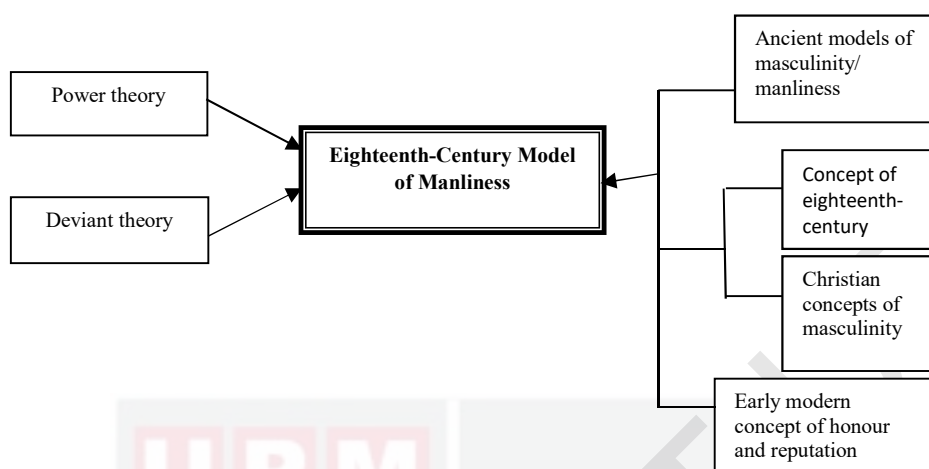 Power theory
Deviant theory
Eighteenth-Century Model
of Manliness
Ancient models of
masculinity/
manliness
Concept of
eighteenth-
century
Christian
concepts of
masculinity
Early modern
concept of honour
and reputation
UPM